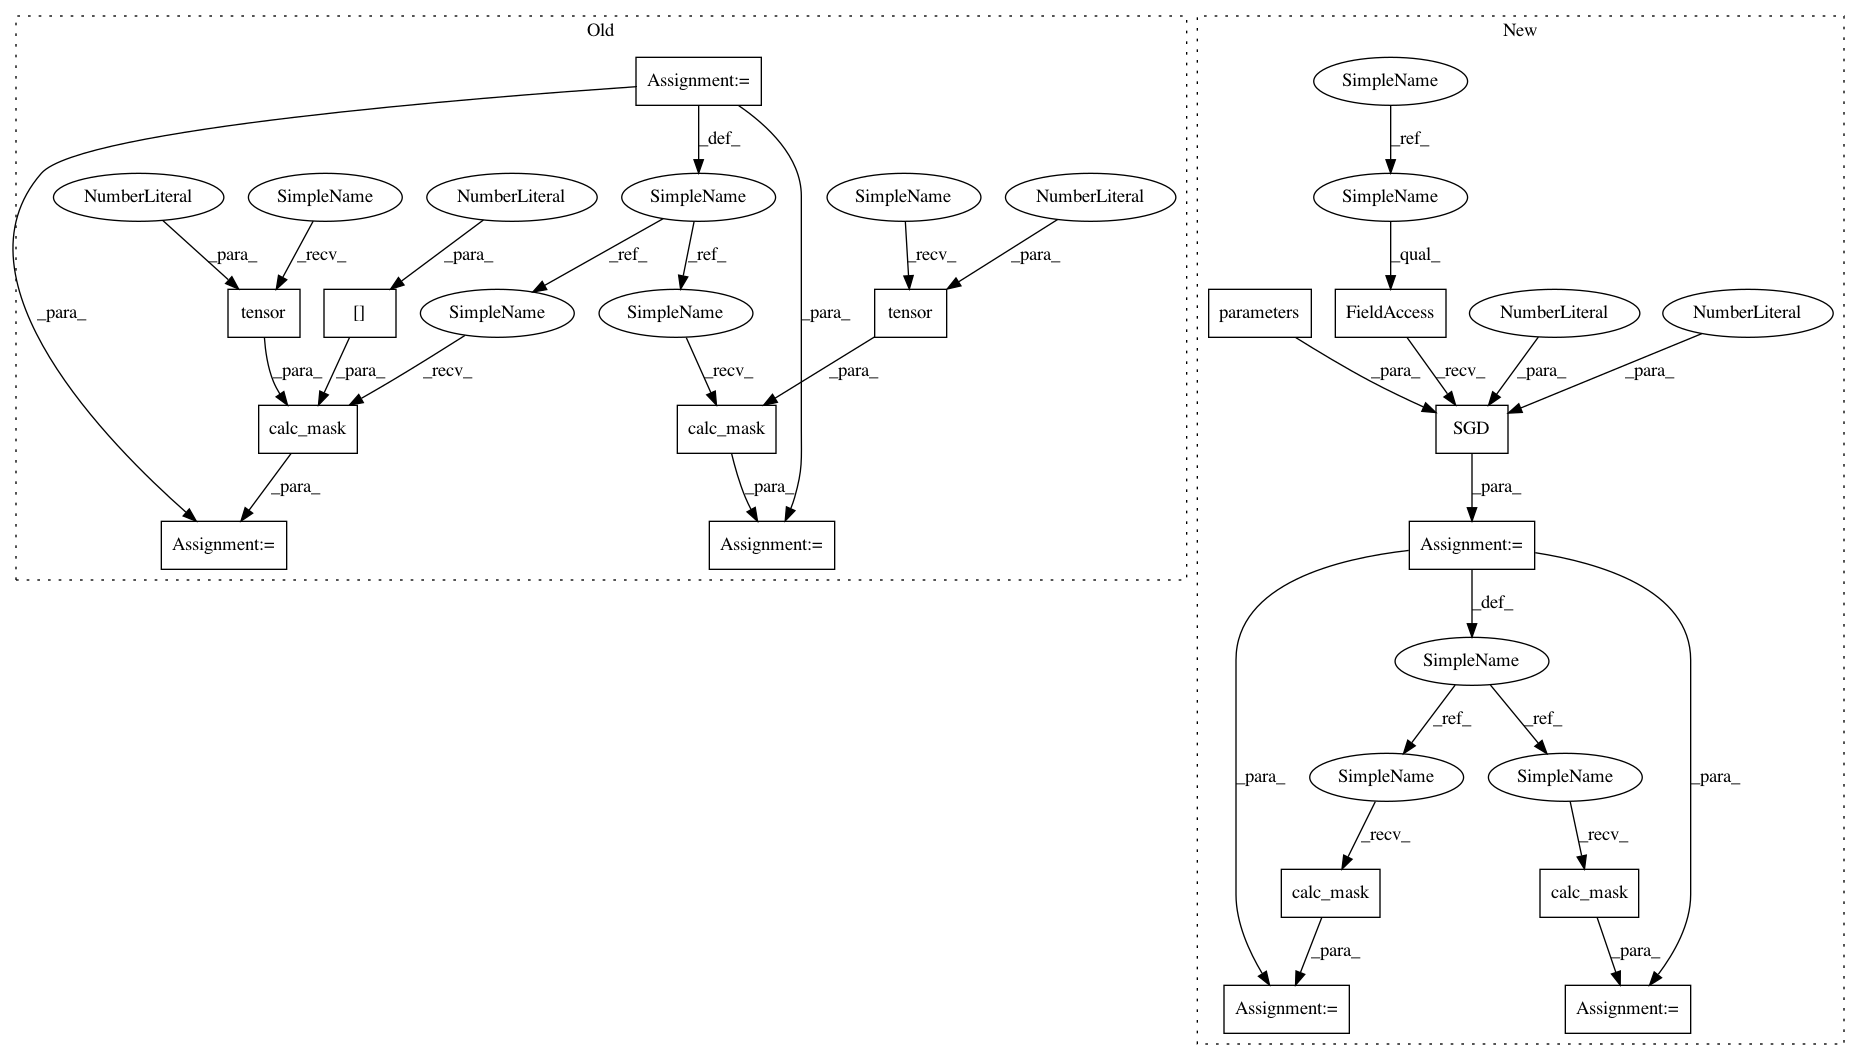 Old
New
Assignment:=
SimpleName
_def_
_ref_
NumberLiteral
SimpleName
NumberLiteral
SimpleName
SimpleName
NumberLiteral
SimpleName
_para_
_recv_
_para_
_ref_
_ref_
_recv_
_para_
_qual_
_para_
tensor
[]
SimpleName
SimpleName
_para_
tensor
parameters
FieldAccess
NumberLiteral
NumberLiteral
_para_
_para_
_recv_
_recv_
_para_
_para_
_recv_
_para_
_para_
calc_mask
calc_mask
SGD
_para_
_para_
_para_
Assignment:=
Assignment:=
Assignment:=
_def_
SimpleName
_ref_
_ref_
_para_
SimpleName
SimpleName
_para_
_recv_
_recv_
calc_mask
calc_mask
_para_
_para_
Assignment:=
Assignment:=